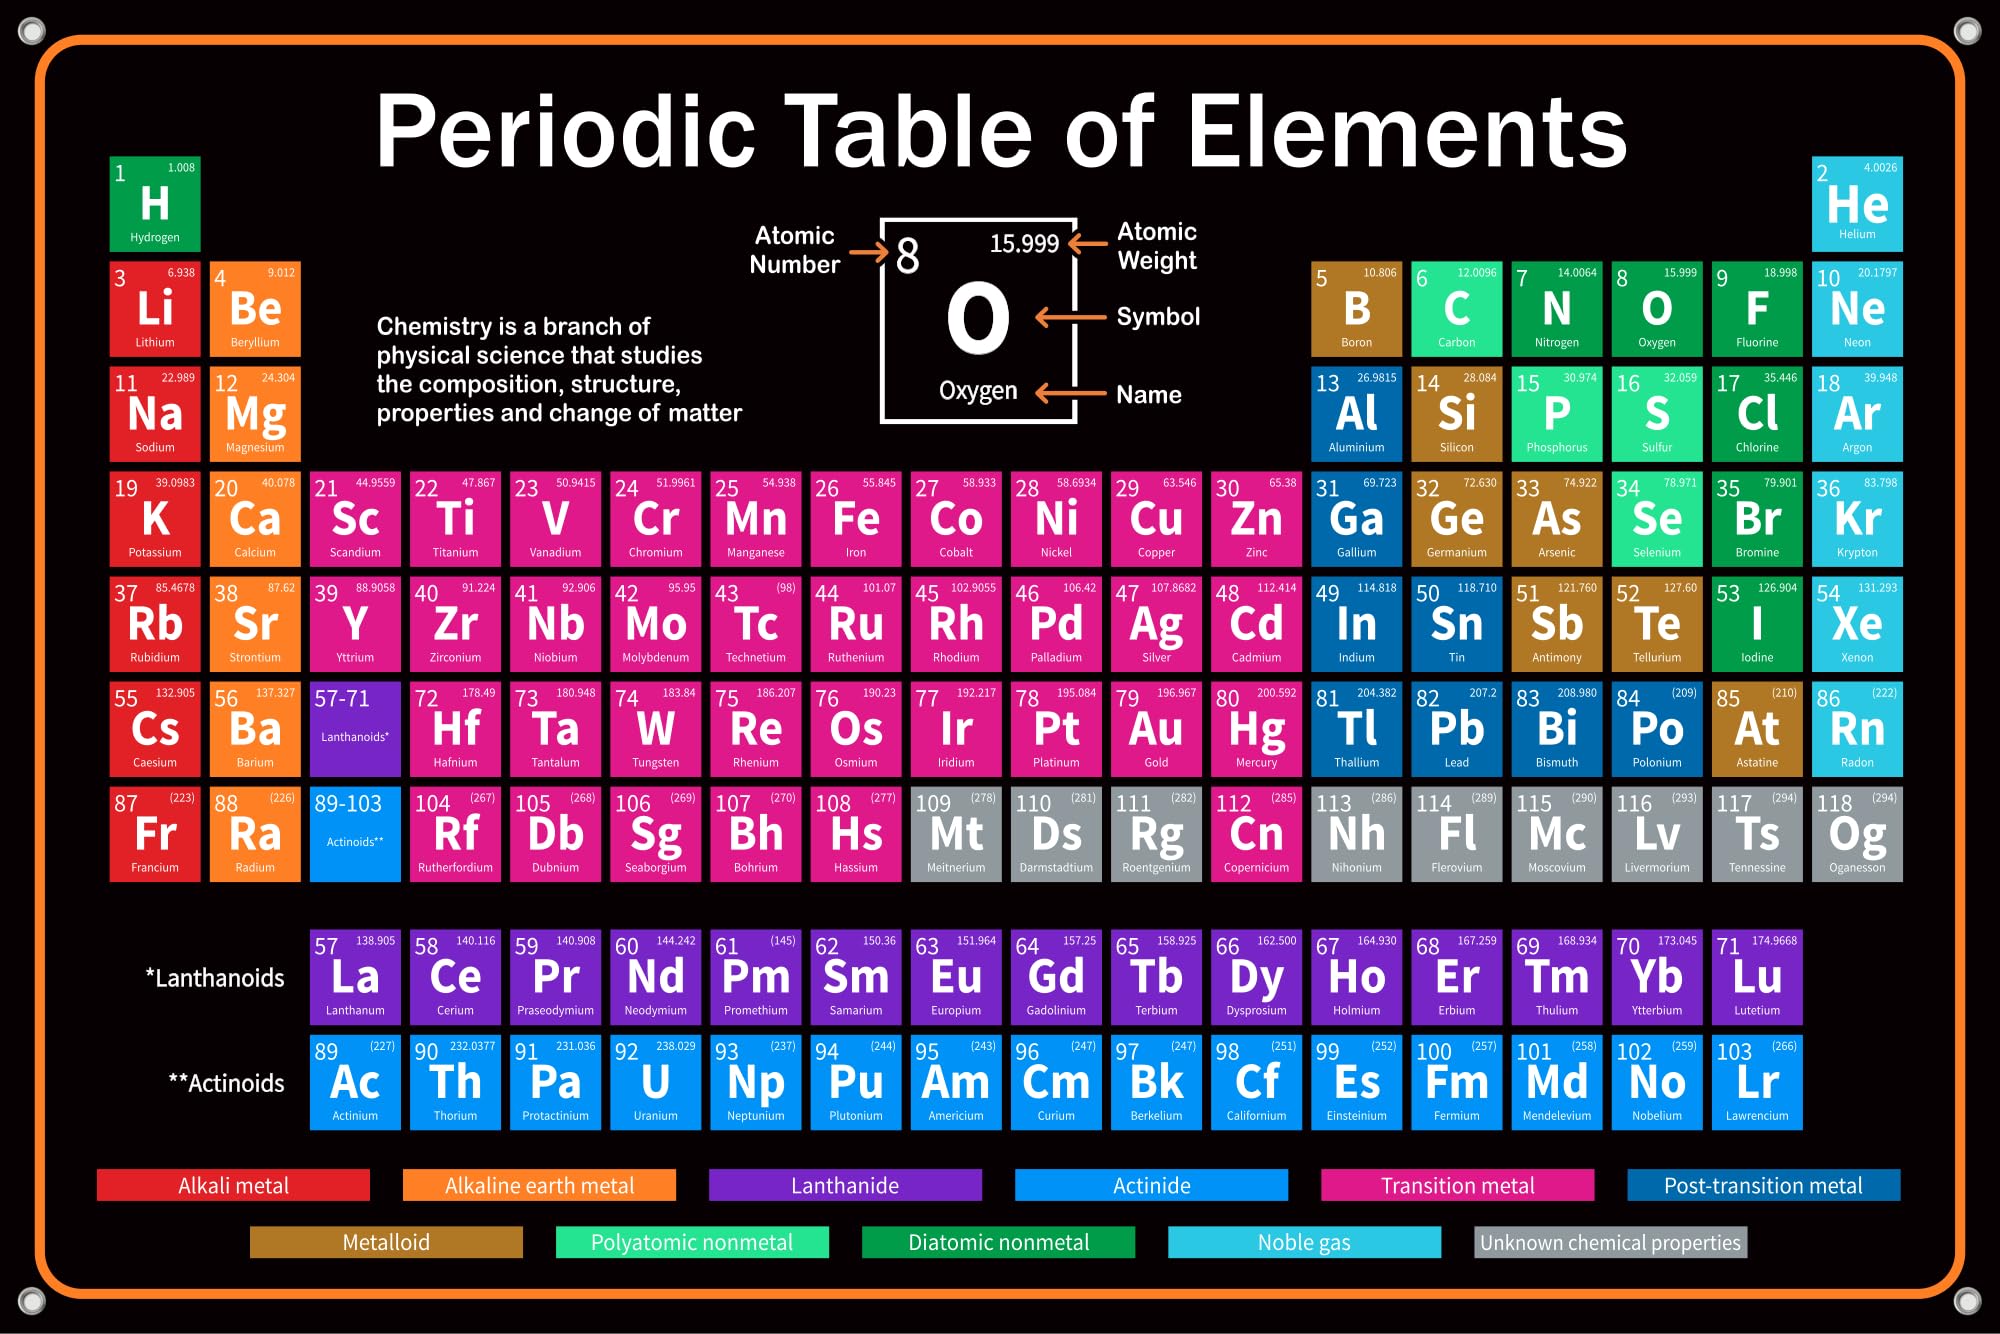 Periodic Table of Elements
1 1.008
H
Hydrogen
2 4.0026
He
Helium
Atomic
Number
8 15.999
O
Oxygen
Atomic
Weight
Symbol
Name
Chemistry is a branch of
physical science that studies
the composition, structure,
properties and change of matter
3 6.938
Li
Lithium
4 9.012
Be
Beryllium
5 10.806
B
Boron
6 12.0096
C
Carbon
7 14.0064
N
Nitrogen
8 15.999
O
Oxygen
9 18.998
F
Fluorine
10 20.1797
Ne
Neon
11 22.989
Na
Sodium
12 24.304
Mg
Magnesium
13 26.9815
Al
Aluminium
14 28.084
Si
Silicon
15 30.974
P
Phosphorus
16 32.059
S
Sulfur
17 35.446
Cl
Chlorine
18 39.948
Ar
Argon
19 39.0983
K
Potassium
20 40.078
Ca
Calcium
21 44.9559
Sc
Scandium
22 47.867
Ti
Titanium
23 50.9415
V
Vanadium
24 51.9961
Cr
Chromium
25 54.938
Mn
Manganese
26 55.845
Fe
Iron
27 58.933
Co
Cobalt
28 58.6934
Ni
Nickel
29 63.546
Cu
Copper
30 65.38
Zn
Zinc
31 69.723
Ga
Gallium
32 72.630
Ge
Germanium
33 74.922
As
Arsenic
34 78.971
Se
Selenium
35 79.901
Br
Bromine
36 83.798
Kr
Krypton
37 85.4678
Rb
Rubidium
38 87.62
Sr
Strontium
39 88.9058
Y
Yttrium
40 91.224
Zr
Zirconium
41 92.906
Nb
Niobium
42 95.95
Mo
Molybdenum
43 (98)
Tc
Technetium
44 101.07
Ru
Ruthenium
45 102.9055
Rh
Rhodium
46 106.42
Pd
Palladium
47 107.8682
Ag
Silver
48 112.414
Cd
Cadmium
49 114.818
In
Indium
50 118.710
Sn
Tin
51 121.760
Sb
Antimony
52 127.60
Te
Tellurium
53 126.904
I
Iodine
54 131.293
Xe
Xenon
55 132.905
Cs
Caesium
56 137.327
Ba
Barium
57-71
Lanthanoids*
72 178.49
Hf
Hafnium
73 180.948
Ta
Tantalum
74 183.84
W
Tungsten
75 186.207
Re
Rhenium
76 190.23
Os
Osmium
77 192.217
Ir
Iridium
78 195.084
Pt
Platinum
79 196.967
Au
Gold
80 200.592
Hg
Mercury
81 204.382
Tl
Thallium
82 207.2
Pb
Lead
83 208.980
Bi
Bismuth
84 (209)
Po
Polonium
85 (210)
At
Astatine
86 (222)
Rn
Radon
87 (223)
Fr
Francium
88 (226)
Ra
Radium
89-103
Actinoids**
104 (267)
Rf
Rutherfordium
105 (268)
Db
Dubnium
106 (269)
Sg
Seaborgium
107 (270)
Bh
Bohrium
108 (277)
Hs
Hassium
109 (278)
Mt
Meitnerium
110 (281)
Ds
Darmstadtium
111 (282)
Rg
Roentgenium
112 (285)
Cn
Copernicium
113 (286)
Nh
Nihonium
114 (289)
Fl
Flerovium
115 (290)
Mc
Moscovium
116 (293)
Lv
Livermorium
117 (294)
Ts
Tennessine
118 (294)
Og
Oganesson
*Lanthanoids
57 138.905
La
Lanthanum
58 140.116
Ce
Cerium
59 140.908
Pr
Praseodymium
60 144.242
Nd
Neodymium
61 (145)
Pm
Promethium
62 150.36
Sm
Samarium
63 151.964
Eu
Europium
64 157.25
Gd
Gadolinium
65 158.925
Tb
Terbium
66 162.500
Dy
Dysprosium
67 164.930
Ho
Holmium
68 167.259
Er
Erbium
69 168.934
Tm
Thulium
70 173.045
Yb
Ytterbium
71 174.9668
Lu
Lutetium
**Actinoids
89 (227)
Ac
Actinium
90 232.0377
Th
Thorium
91 231.036
Pa
Protactinium
92 238.029
U
Uranium
93 (237)
Np
Neptunium
94 (244)
Pu
Plutonium
95 (243)
Am
Americium
96 (247)
Cm
Curium
97 (247)
Bk
Berkelium
98 (251)
Cf
Californium
99 (252)
Es
Einsteinium
100 (257)
Fm
Fermium
101 (258)
Md
Mendelevium
102 (259)
No
Nobelium
103 (266)
Lr
Lawrencium
Alkali metal
Alkaline earth metal
Lanthanide
Actinide
Transition metal
Post-transition metal
Metalloid
Polyatomic nonmetal
Diatomic nonmetal
Noble gas
Unknown chemical properties